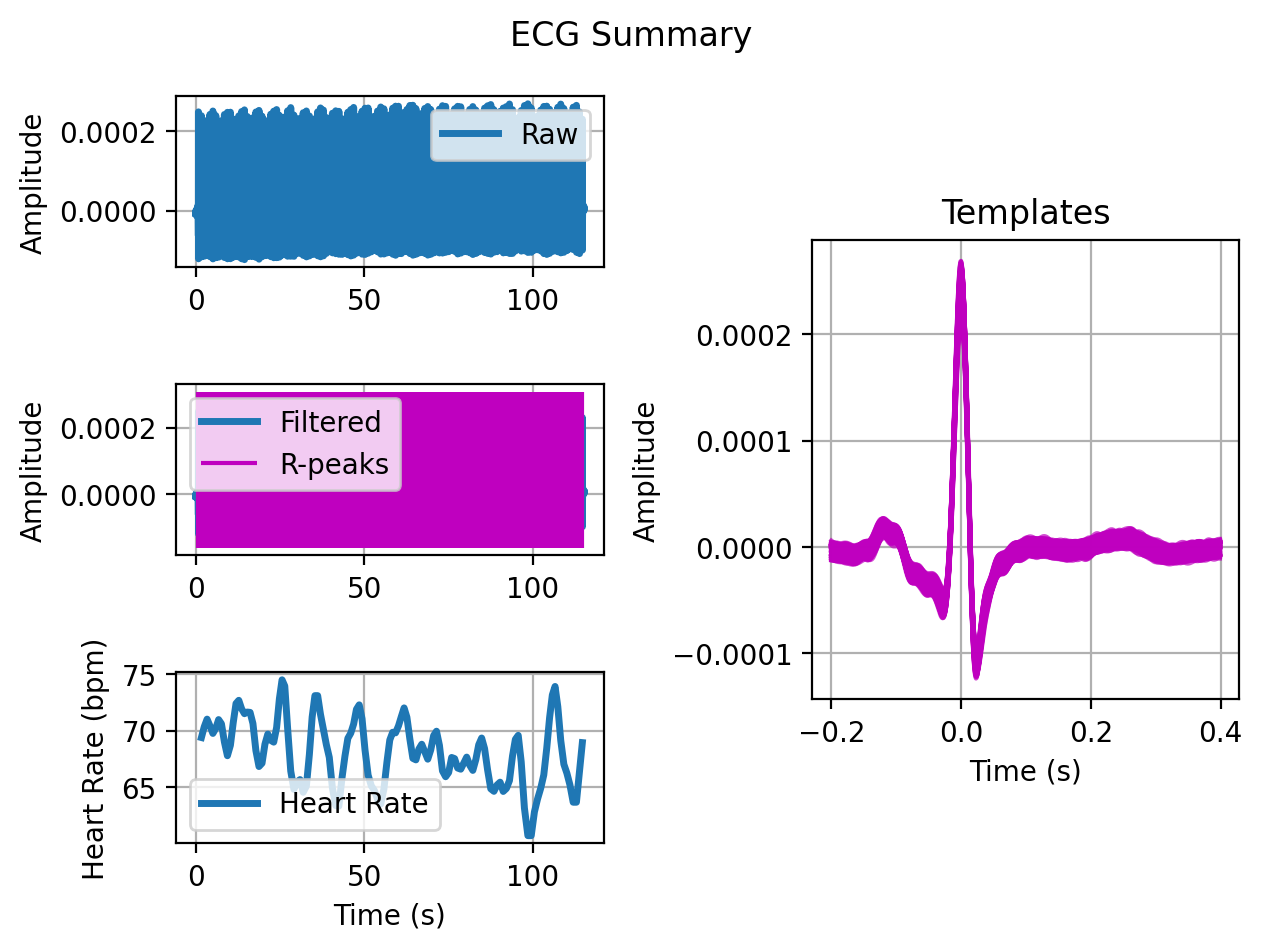 ECG Summary
Amplitude
0.0002
0.0000
Raw
0
50
100
Amplitude
0.0002
0.0000
Filtered
R-peaks
0
50
100
Heart Rate (bpm)
75
70
65
Heart Rate
0
50
100
Time (s)
Templates
Amplitude
0.0002
0.0001
0.0000
−0.0001
−0.2
0.0
0.2
0.4
Time (s)